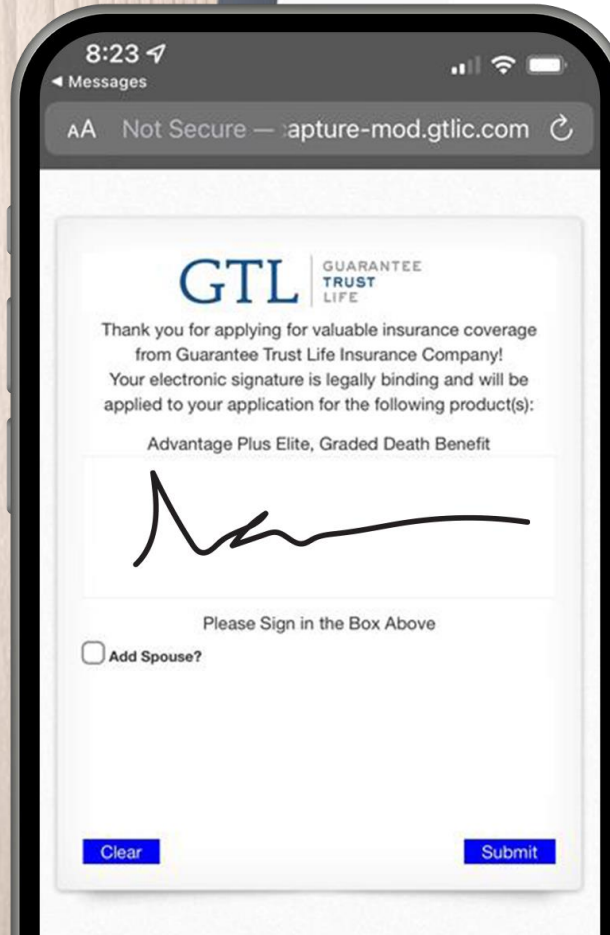 8:23
◀ Messages
AA Not Secure — :apture-mod.gtlic.com
GTL GUARANTEE
TRUST
LIFE
Thank you for applying for valuable insurance coverage
from Guarantee Trust Life Insurance Company!
Your electronic signature is legally binding and will be
applied to your application for the following product(s):
Advantage Plus Elite, Graded Death Benefit
Please Sign in the Box Above
Add Spouse?
Clear
Submit